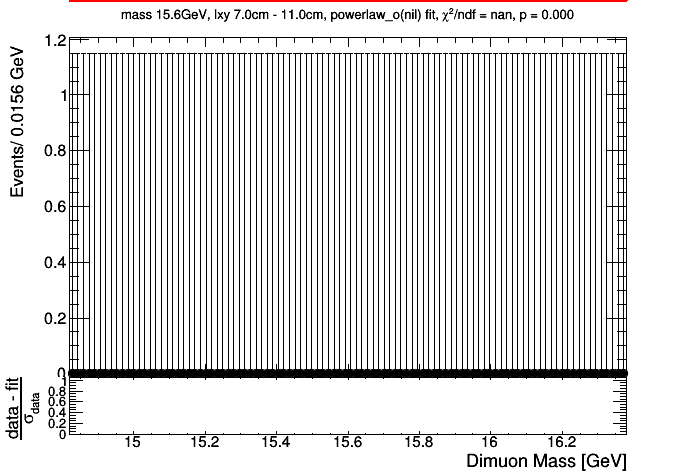 mass 15.6GeV, lxy 7.0cm - 11.0cm, powerlaw_o(nil) fit, χ²/ndf = nan, p = 0.000
Events/ 0.0156 GeV
1.2
1
0.8
0.6
0.4
0.2
0
data - fit
σdata
1
0.8
0.6
0.4
0.2
0
15 15.2 15.4 15.6 15.8 16 16.2
Dimuon Mass [GeV]